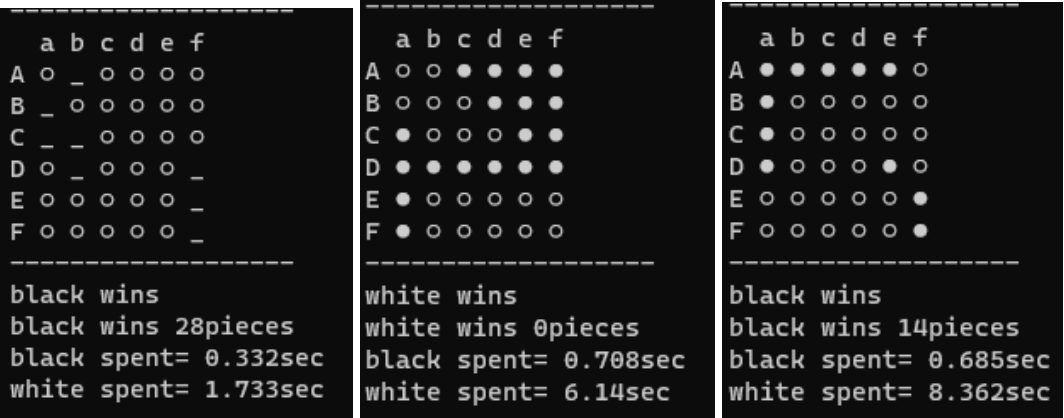 -------------------
a b c d e f
A ○ _ ○ ○ ○ ○
B _ ○ ○ ○ ○ ○
C _ _ ○ ○ ○ ○
D ○ _ ○ ○ ○ _
E ○ ○ ○ ○ ○ _
F ○ ○ ○ ○ ○ _
-------------------
black wins
black wins 28pieces
black spent= 0.332sec
white spent= 1.733sec
-------------------
a b c d e f
A ○ ○ ● ● ● ●
B ○ ○ ○ ● ● ●
C ● ○ ○ ○ ● ●
D ● ● ● ● ● ●
E ● ○ ○ ○ ○ ○
F ● ○ ○ ○ ○ ○
-------------------
white wins
white wins 0pieces
black spent= 0.708sec
white spent= 6.14sec
-------------------
a b c d e f
A ● ● ● ● ● ○
B ● ○ ○ ○ ○ ○
C ● ○ ○ ○ ○ ○
D ● ○ ○ ○ ● ○
E ○ ○ ○ ○ ○ ●
F ○ ○ ○ ○ ○ ●
-------------------
black wins
black wins 14pieces
black spent= 0.685sec
white spent= 8.362sec